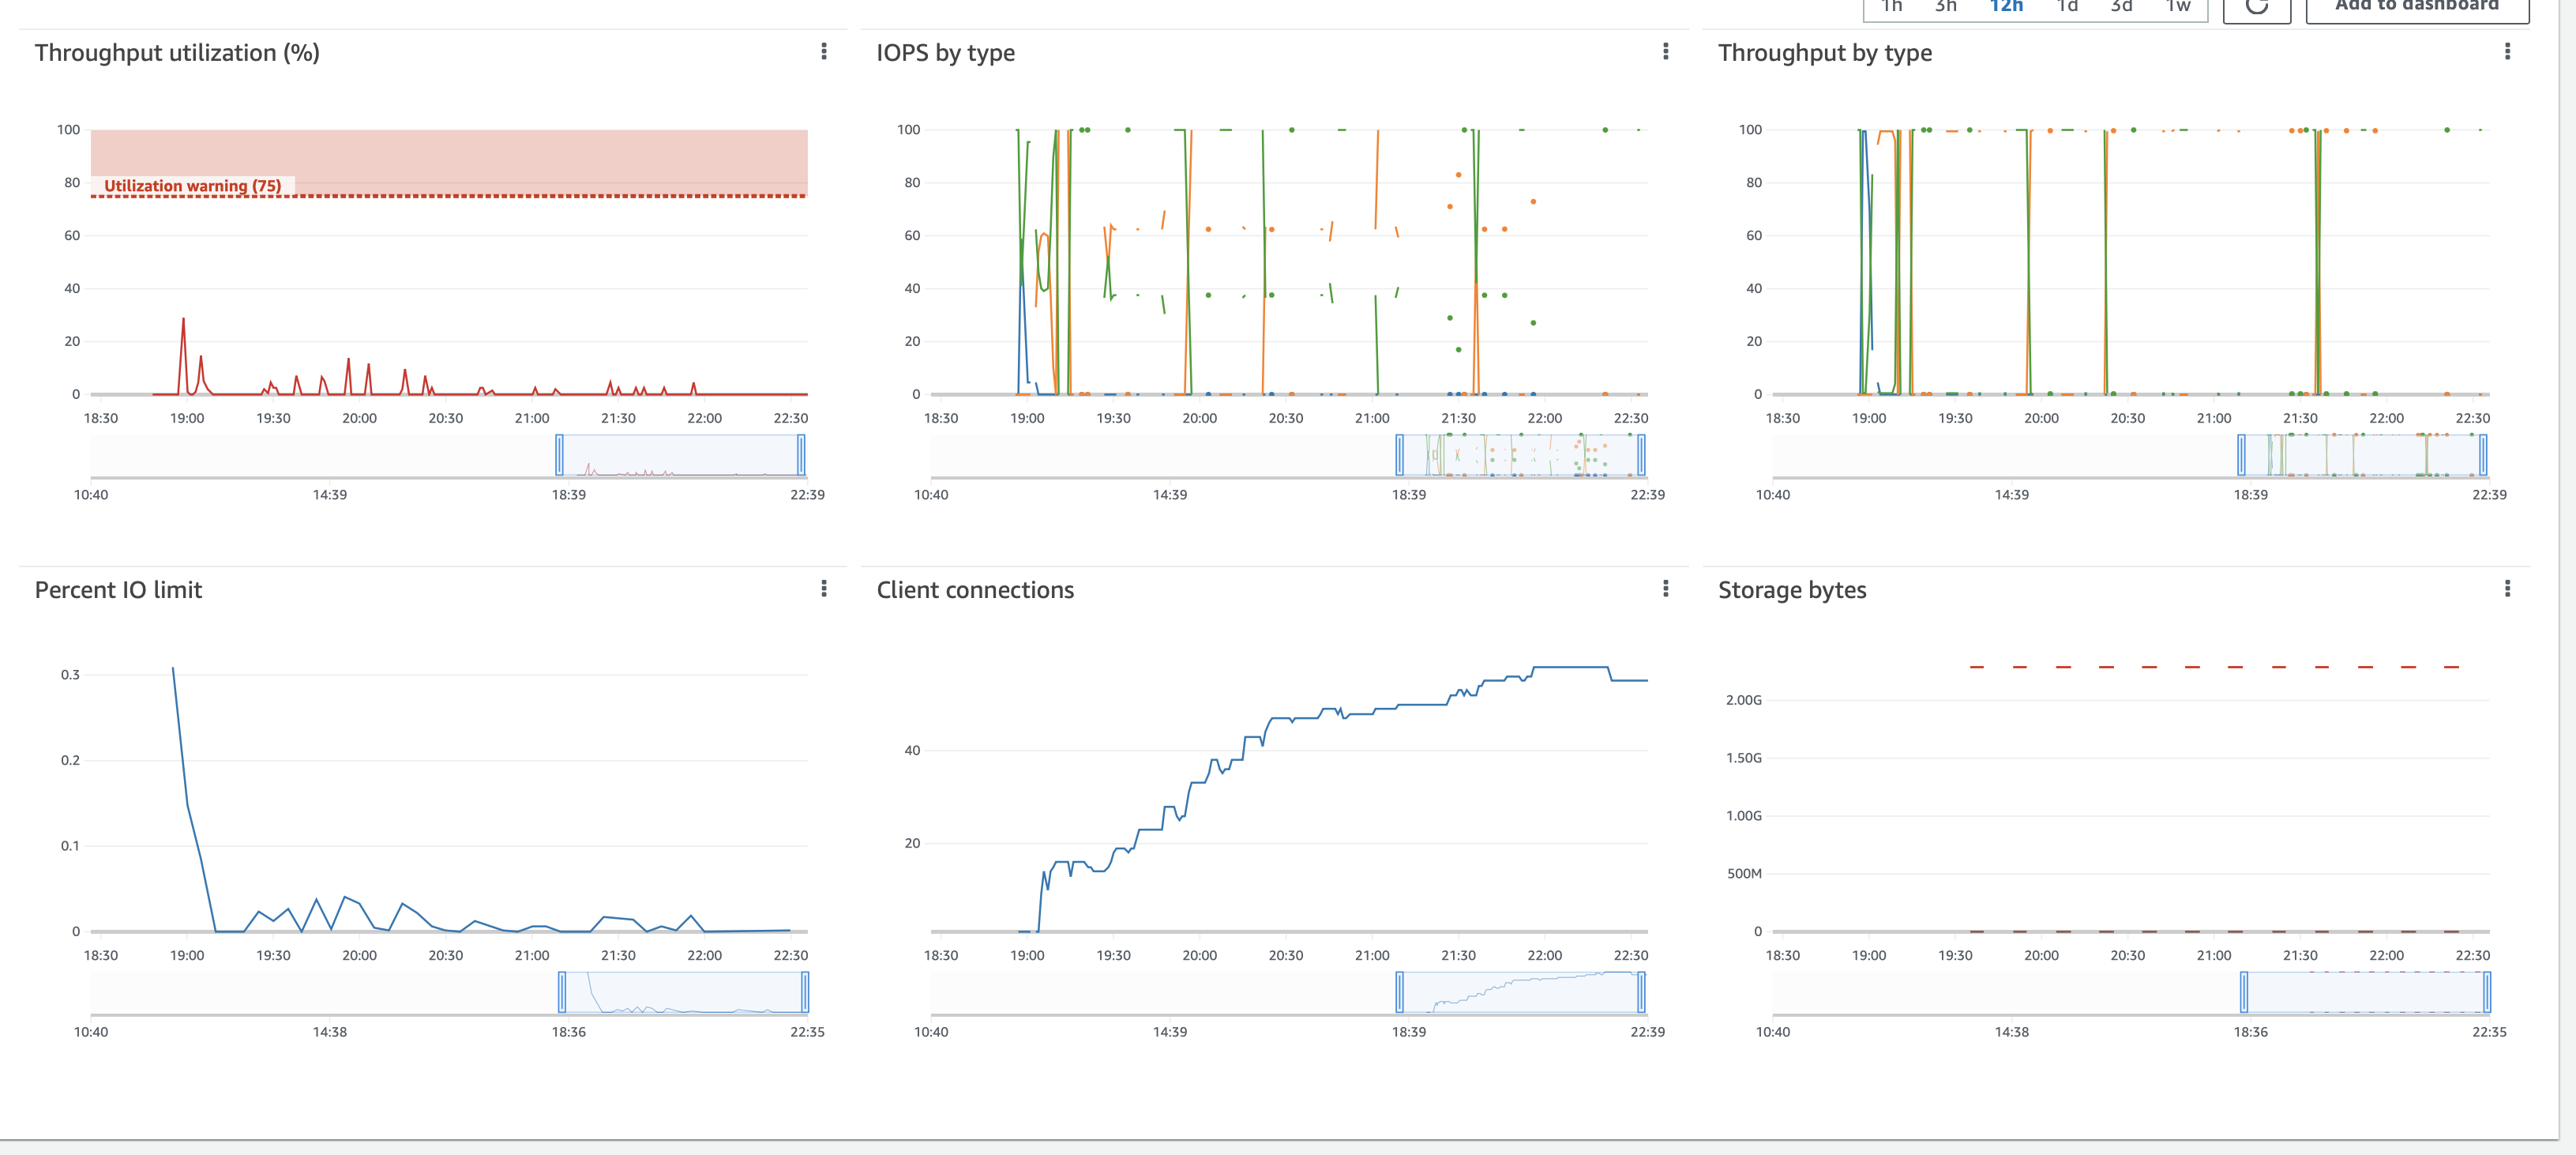 1h 3h 12h 1d 3d 1w Add to dashboard
Throughput utilization (%)
100
80
60
40
20
0
Utilization warning (75)
18:30 19:00 19:30 20:00 20:30 21:00 21:30 22:00 22:30
10:40 14:39 18:39 22:39
IOPS by type
100
80
60
40
20
0
18:30 19:00 19:30 20:00 20:30 21:00 21:30 22:00 22:30
10:40 14:39 18:39 22:39
Throughput by type
100
80
60
40
20
0
18:30 19:00 19:30 20:00 20:30 21:00 21:30 22:00 22:30
10:40 14:39 18:39 22:39
Percent IO limit
0.3
0.2
0.1
0
18:30 19:00 19:30 20:00 20:30 21:00 21:30 22:00 22:30
10:40 14:38 18:36 22:35
Client connections
40
20
18:30 19:00 19:30 20:00 20:30 21:00 21:30 22:00 22:30
10:40 14:39 18:39 22:39
Storage bytes
2.00G
1.50G
1.00G
500M
0
18:30 19:00 19:30 20:00 20:30 21:00 21:30 22:00 22:30
10:40 14:38 18:36 22:35